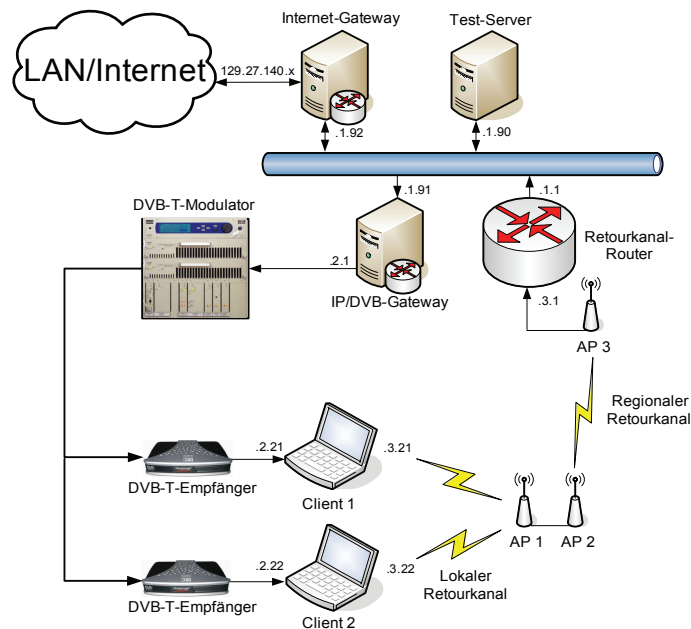 Internet-Gateway
Test-Server
LAN/Internet
129.27.140.x
.1.92
.1.90
.1.91
.1.1
DVB-T-Modulator
.2.1
IP/DVB-Gateway
Retourkanal-
Router
.3.1
AP 3
Regionaler
Retourkanal
.2.21
.3.21
DVB-T-Empfänger
Client 1
AP 1
AP 2
.2.22
.3.22
Lokaler
Retourkanal
DVB-T-Empfänger
Client 2